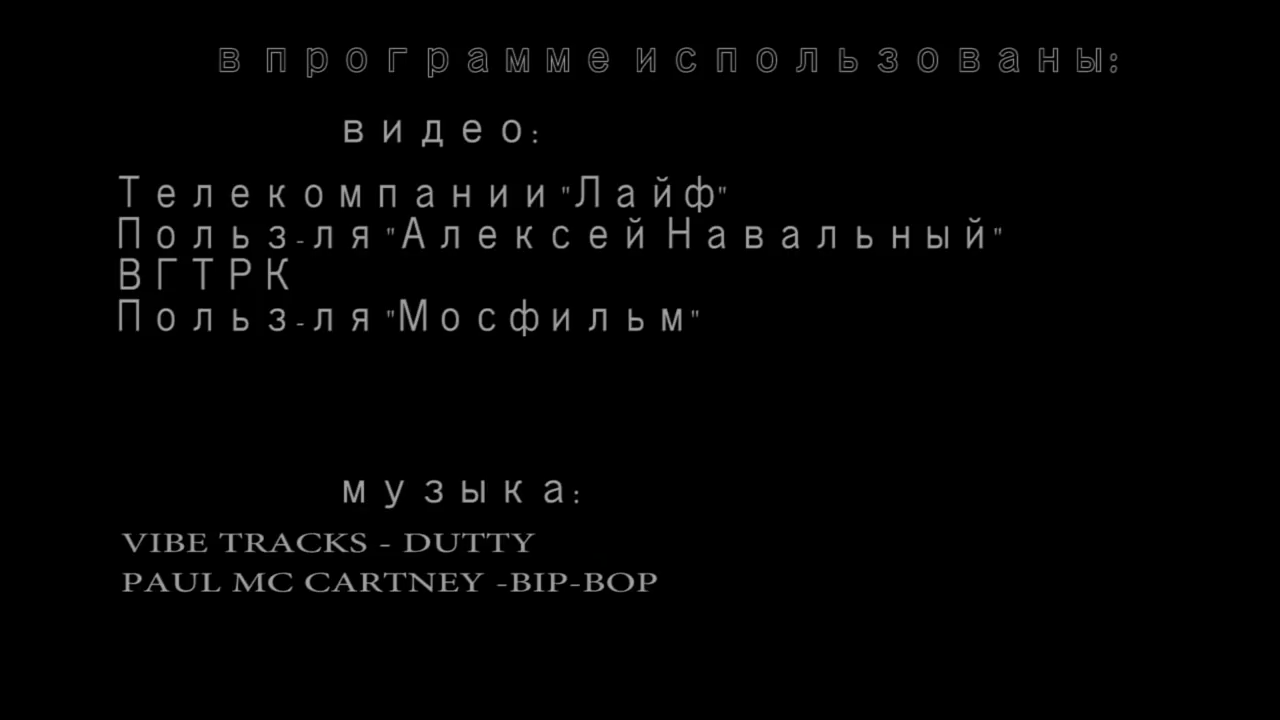 в программе использованы:
видео:
Телекомпании "Лайф"
Польз-ля "Алексей Навальный"
ВГТРК
Польз-ля "Мосфильм"
музыка:
VIBE TRACKS - DUTTY
PAUL MC CARTNEY -BIP-BOP